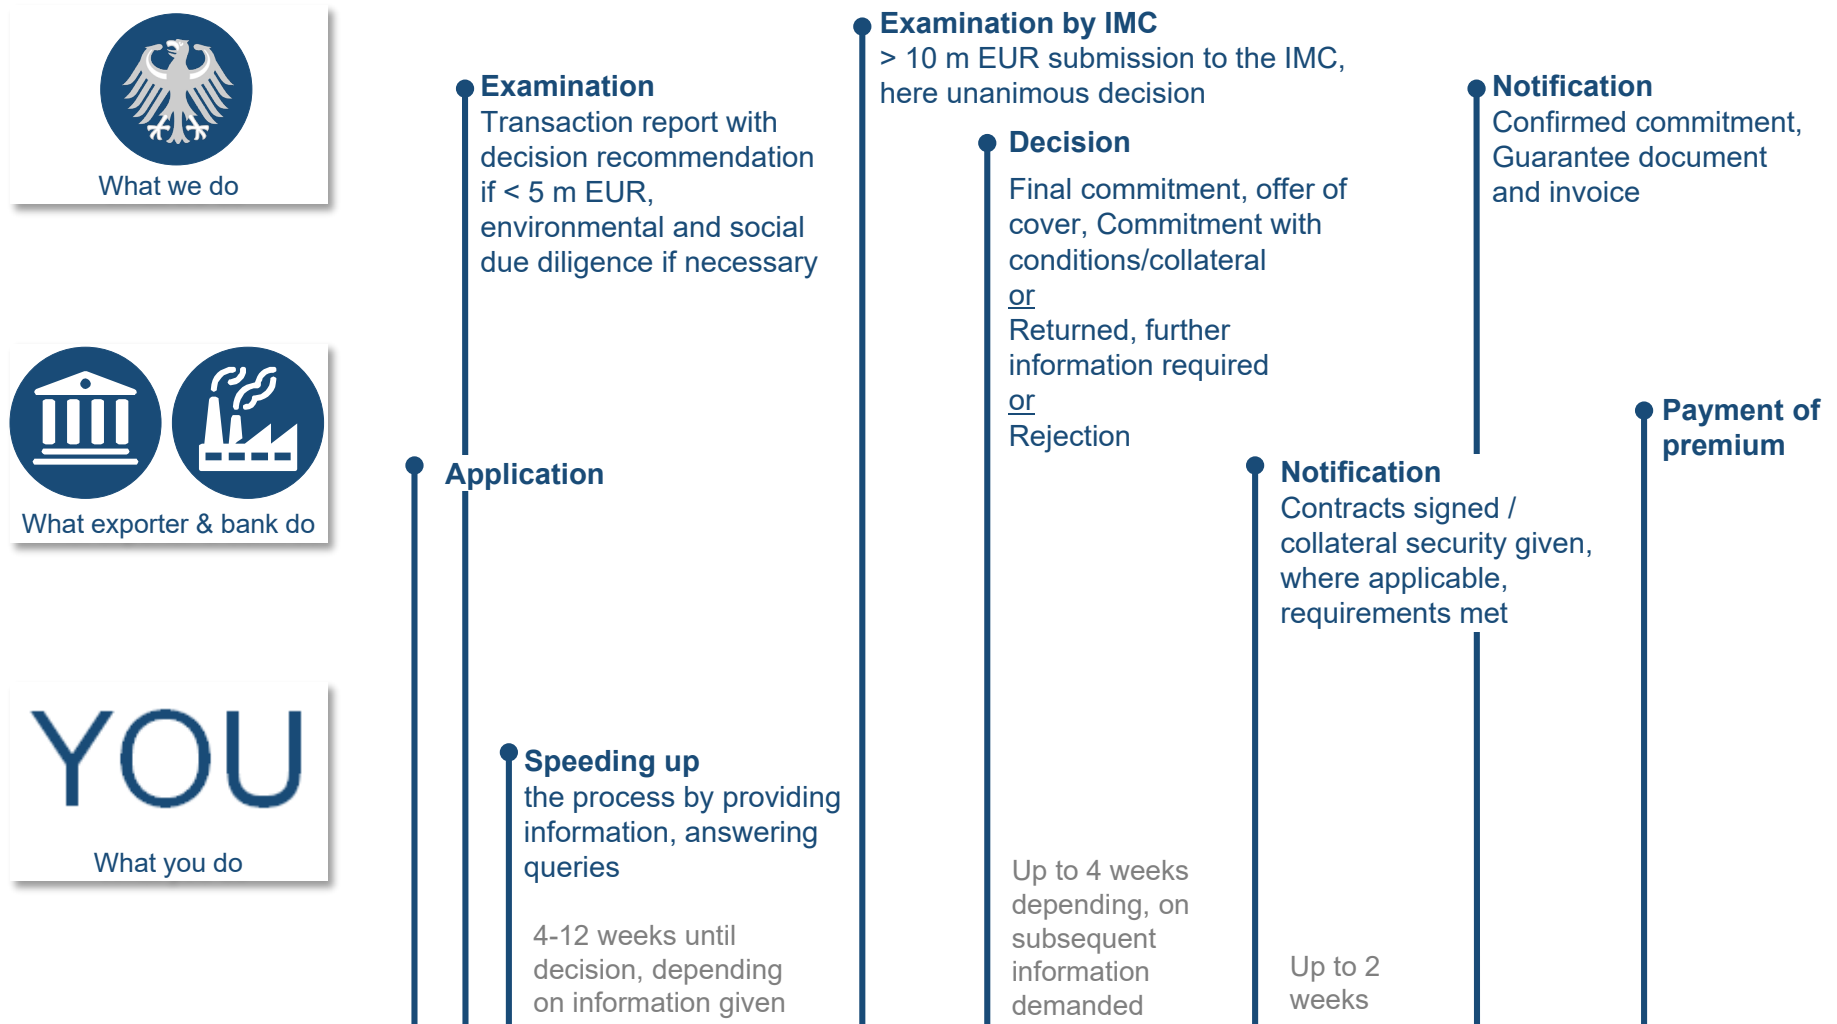 Examination by IMC
> 10 m EUR submission to the IMC,
here unanimous decision
Examination
Transaction report with
decision recommendation
if < 5 m EUR,
environmental and social
due diligence if necessary
What we do
Decision
Final commitment, offer of
cover, Commitment with
conditions/collateral
or
Returned, further
information required
or
Rejection
Notification
Confirmed commitment,
Guarantee document
and invoice
What exporter & bank do
Application
Notification
Contracts signed /
collateral security given,
where applicable,
requirements met
Payment of
premium
YOU
What you do
Speeding up
the process by providing
information, answering
queries
4-12 weeks until
decision, depending
on information given
Up to 4 weeks
depending, on
subsequent
information
demanded
Up to 2
weeks